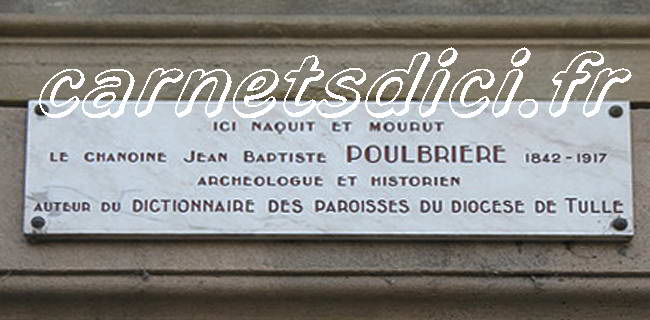 carnetsdici.fr
ICI NAQUIT ET MOURUT
LE CHANOINE JEAN BAPTISTE POULBRIERE 1842-1917
ARCHEOLOGUE ET HISTORIEN
AUTEUR DU DICTIONNAIRE DES PAROISSES DU DIOCESE DE TULLE